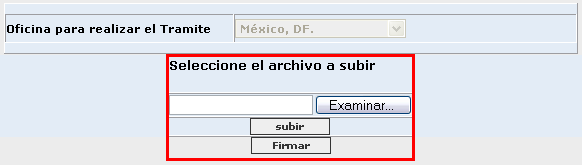 Oficina para realizar el Tramite México, DF.
Seleccione el archivo a subir
Examinar...
subir
Firmar